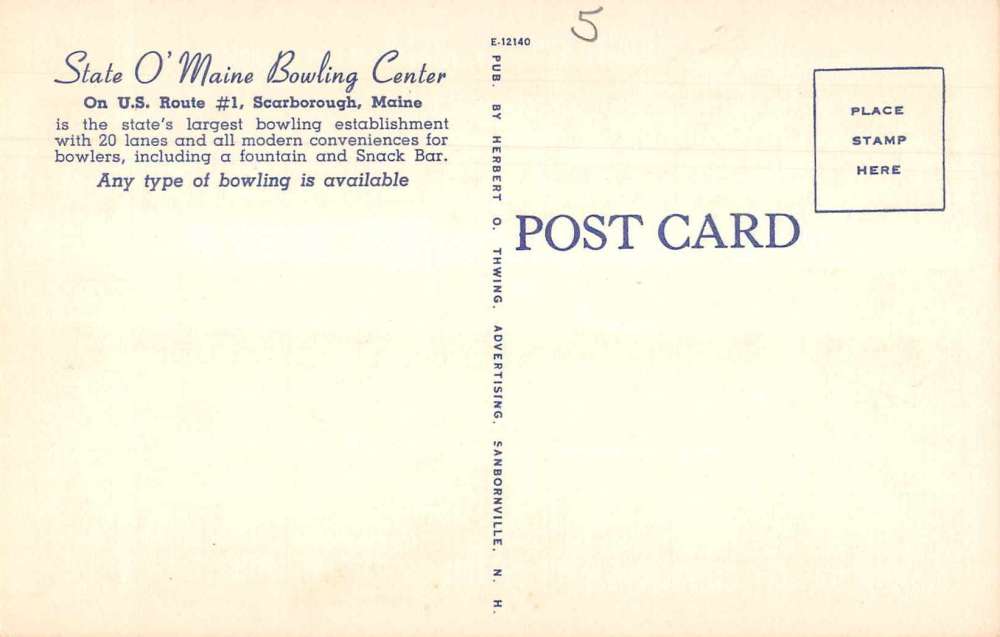 State O' Maine Bowling Center
On U.S. Route #1, Scarborough, Maine
is the state's largest bowling establishment
with 20 lanes and all modern conveniences for
bowlers, including a fountain and Snack Bar.
Any type of bowling is available
E-12140
5
PUB. BY HERBERT O. THWING, ADVERTISING, SANBORNVILLE, N. H.
PLACE
STAMP
HERE
POST CARD